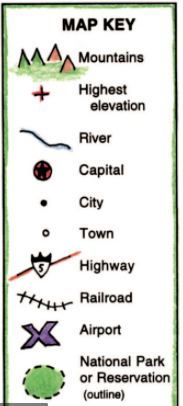 MAP KEY
Mountains
Highest
elevation
River
Capital
City
Town
5
Highway
Railroad
Airport
National Park
or Reservation
(outline)